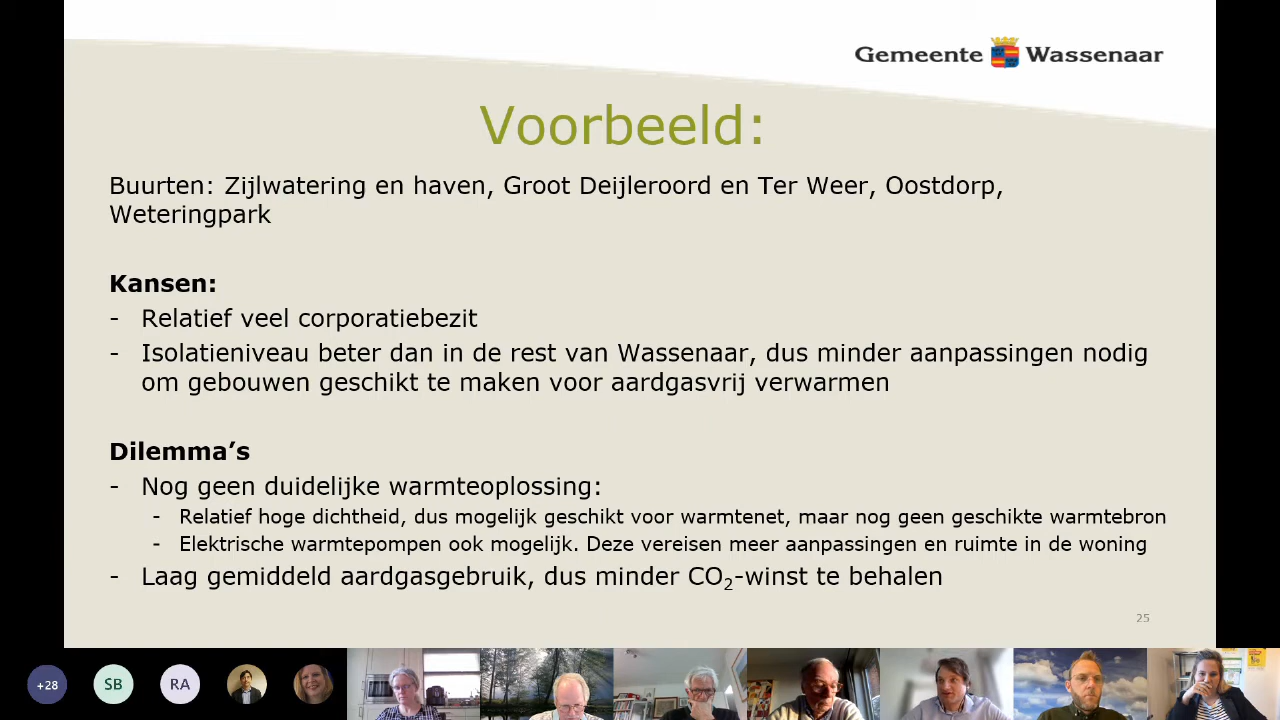 Gemeente Wassenaar
Voorbeeld:
Buurten: Zijlwatering en haven, Groot Deijleroord en Ter Weer, Oostdorp,
Weteringpark
Kansen:
- Relatief veel corporatiebezit
- Isolatieniveau beter dan in de rest van Wassenaar, dus minder aanpassingen nodig
om gebouwen geschikt te maken voor aardgasvrij verwarmen
Dilemma’s
- Nog geen duidelijke warmteoplossing:
- Relatief hoge dichtheid, dus mogelijk geschikt voor warmtenet, maar nog geen geschikte warmtebron
- Elektrische warmtepompen ook mogelijk. Deze vereisen meer aanpassingen en ruimte in de woning
- Laag gemiddeld aardgasgebruik, dus minder CO₂-winst te behalen
25
+28 SB RA